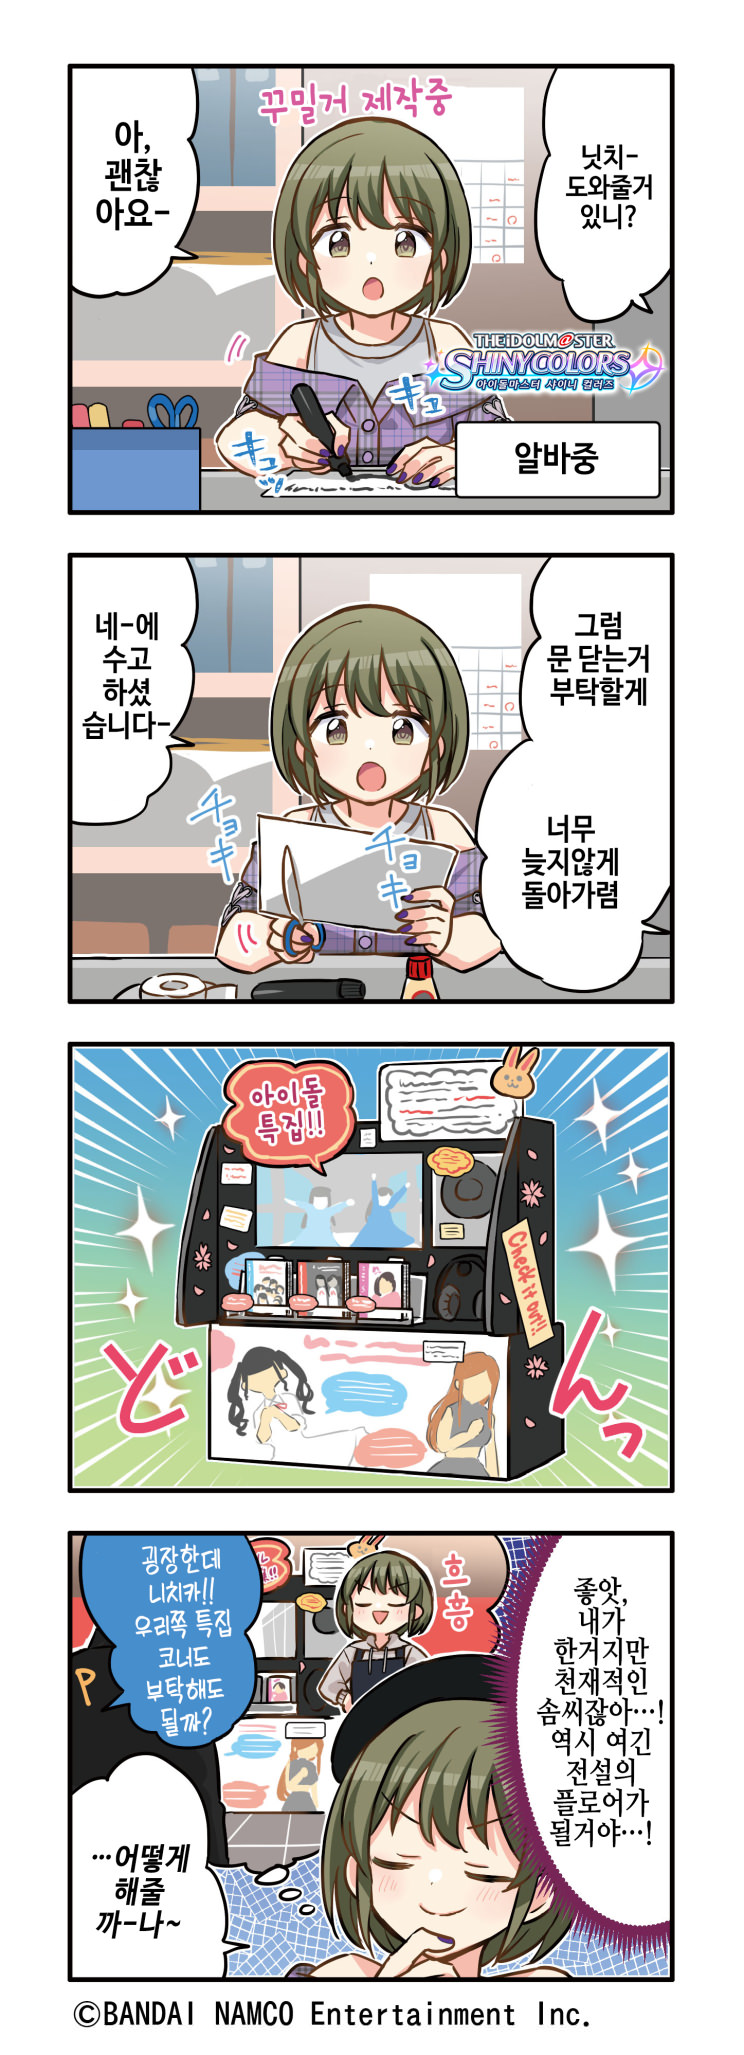 꾸밀거 제작중
닛치-
도와줄거
있니?
아,
괜찮
아요-
THE iDOLM@STER
SHINYCOLORS
아이돌마스터 샤이니 컬러즈
キュ
キュッ
알바중
그럼
문 닫는거
부탁할게
너무
늦지않게
돌아가렴
네-에
수고
하셨
습니다-
チョキ
チョキ
아이돌
특집!!
Check it out!!
どんっ
좋앗,
내가
한거지만
천재적인
솜씨잖아…!
역시 여긴
전설의
플로어가
될거야…!
흐흥
굉장한데
니치카!!
우리쪽 특집
코너도
부탁해도
될까?
P
…어떻게
해줄
까-나~
©BANDAI NAMCO Entertainment Inc.